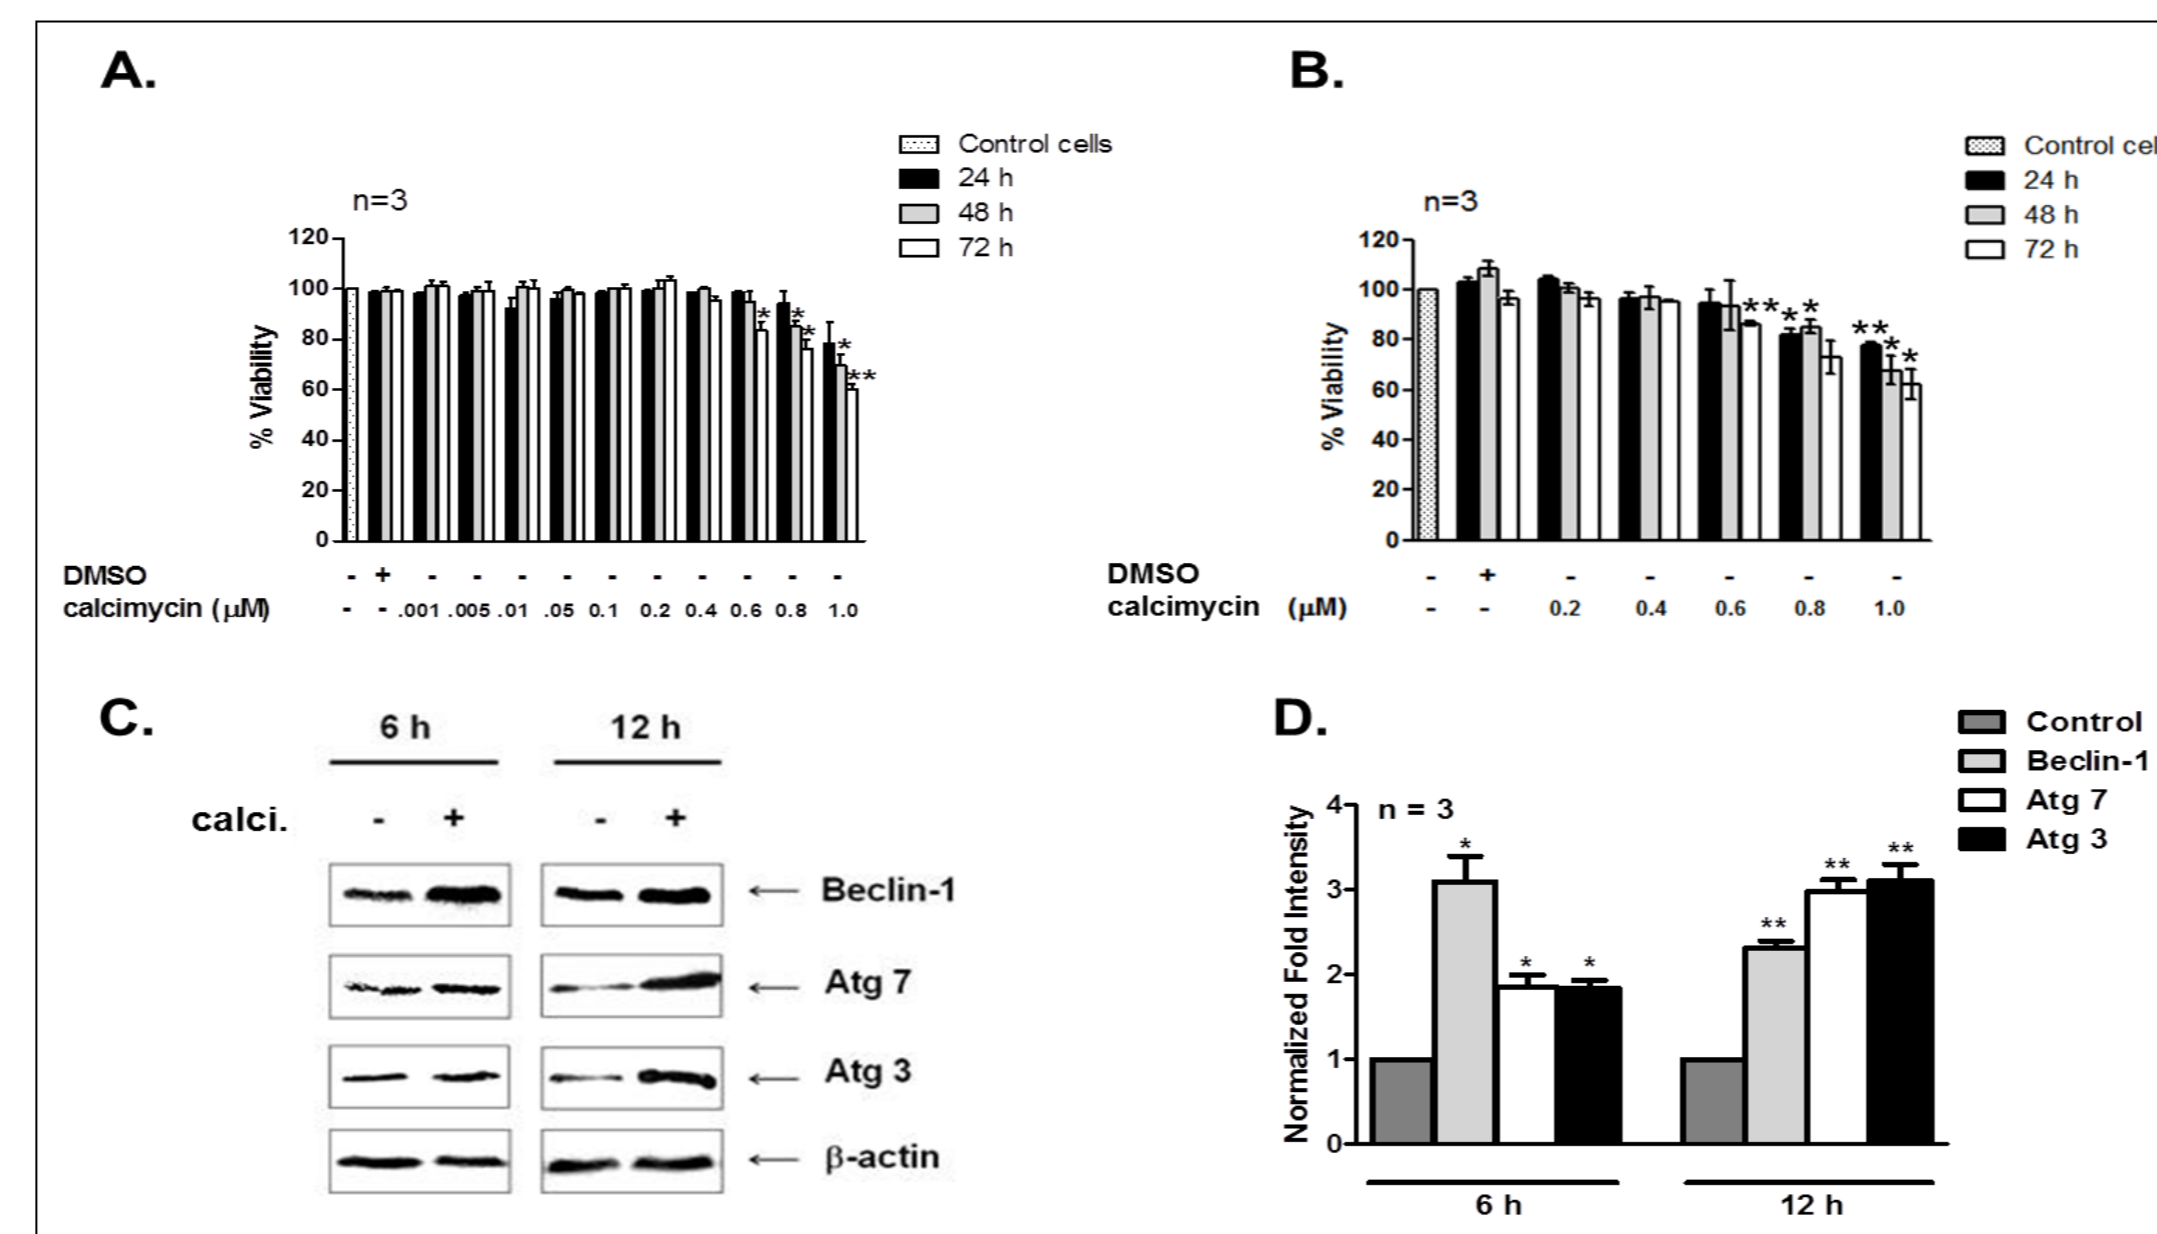 A.
n=3
Control cells
24 h
48 h
72 h
120
100
80
60
40
20
0
% Viability
* * * * **
DMSO - + - - - - - - - - - -
calcimycin (μM) - - .001 .005 .01 .05 0.1 0.2 0.4 0.6 0.8 1.0
B.
n=3
Control cel
24 h
48 h
72 h
120
100
80
60
40
20
0
% Viability
** * * ** * *
DMSO - + - - - - -
calcimycin (μM) - - 0.2 0.4 0.6 0.8 1.0
C.
6 h 12 h
calci. - + - +
← Beclin-1
← Atg 7
← Atg 3
← β-actin
D.
n = 3
Control
Beclin-1
Atg 7
Atg 3
4
3
2
1
0
Normalized Fold Intensity
* * * ** ** **
6 h 12 h